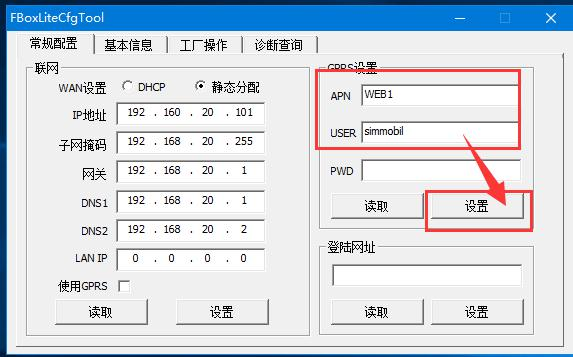 FBoxLiteCfgTool
常规配置 基本信息 工厂操作 诊断查询
联网
WAN设置 DHCP 静态分配
IP地址 192 . 160 . 20 . 101
子网掩码 192 . 168 . 20 . 255
网关 192 . 168 . 20 . 1
DNS1 192 . 168 . 20 . 1
DNS2 192 . 168 . 20 . 2
LAN IP 0 . 0 . 0 . 0
使用GPRS
读取 设置
GPRS设置
APN WEB1
USER simmobil
PWD
读取 设置
登陆网址
读取 设置